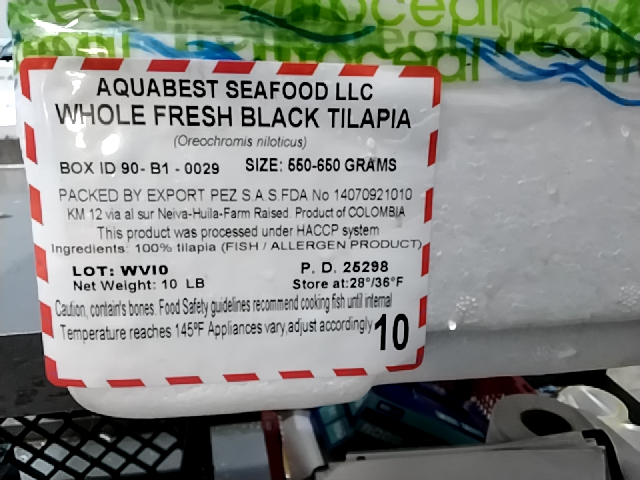 ocean
AQUABEST SEAFOOD LLC
WHOLE FRESH BLACK TILAPIA
(Oreochromis niloticus)
BOX ID 90- B1 - 0029 SIZE: 550-650 GRAMS
PACKED BY EXPORT PEZ S.A.S.FDA No 14070921010
KM 12 via al sur Neiva-Huila-Farm Raised. Product of COLOMBIA
This product was processed under HACCP system
Ingredients: 100% tilapia (FISH / ALLERGEN PRODUCT)
LOT: WVI0 P. D. 25298
Net Weight: 10 LB Store at:28°/36°F
Caution, contain's bones. Food Safety guidelines recommend cooking fish until internal
Temperature reaches 145ºF Appliances vary,adjust accordingly
10